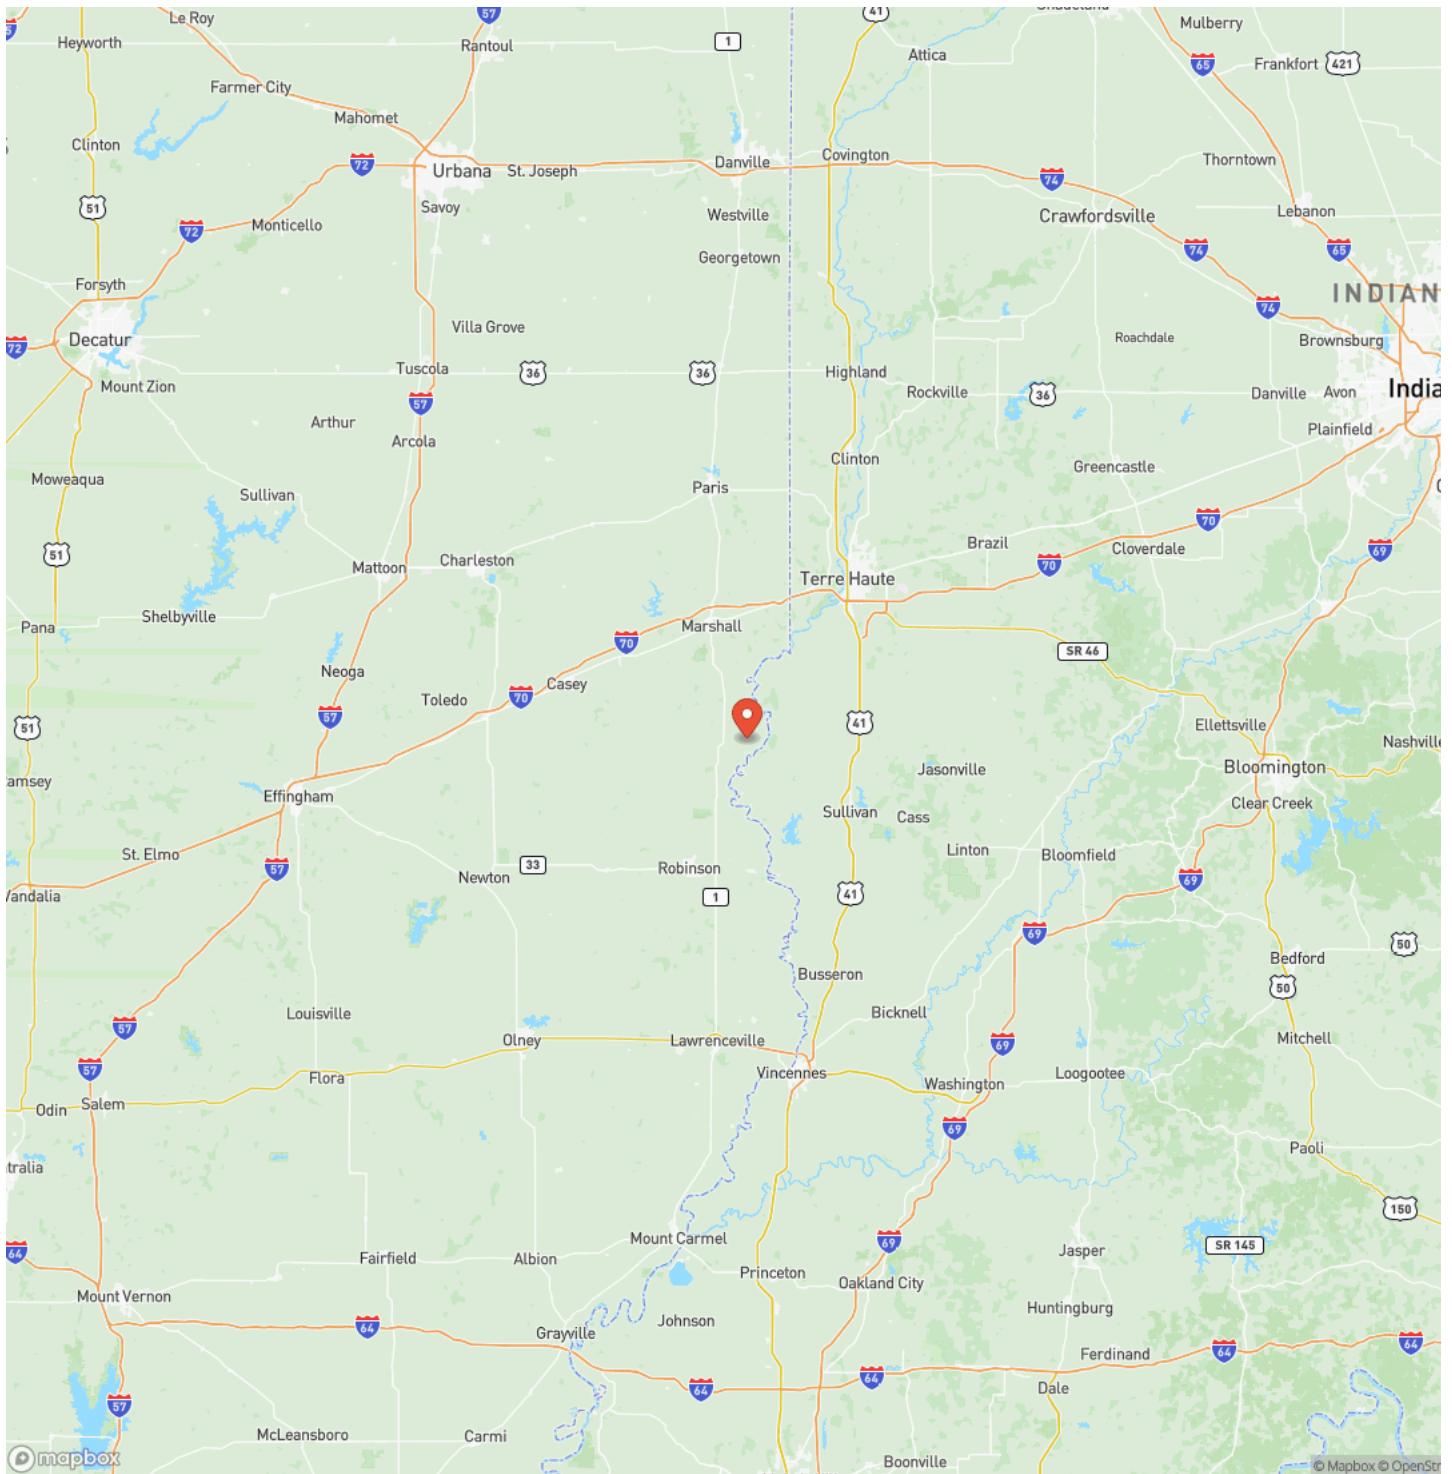 Le Roy
57
41
Shadeland
Mulberry
Heyworth
Rantoul
1
Attica
65
Frankfort
421
Farmer City
Mahomet
Clinton
72
Urbana
St. Joseph
Danville
Covington
74
Thorntown
51
Savoy
Westville
Crawfordsville
Lebanon
72
Monticello
Georgetown
74
65
Forsyth
INDIAN
74
Decatur
72
Villa Grove
Roachdale
Brownsburg
Tuscola
36
36
Highland
Mount Zion
57
Rockville
36
Danville
Avon
India
Arthur
Arcola
Plainfield
Clinton
Greencastle
Moweaqua
Sullivan
Paris
70
51
Brazil
Cloverdale
69
Mattoon
Charleston
Terre Haute
70
Shelbyville
Pana
Marshall
70
SR 46
Neoga
Toledo
70
Casey
57
51
41
Ellettsville
Nashville
amsey
Jasonville
Bloomington
Effingham
Sullivan
Cass
Clear Creek
St. Elmo
57
33
Robinson
Linton
Bloomfield
Newton
69
Vandalia
1
41
69
50
Busseron
Bedford
50
Louisville
Bicknell
57
Olney
Lawrenceville
69
Mitchell
57
Flora
Vincennes
Washington
Loogootee
Odin
Salem
69
Paoli
tralia
150
Mount Carmel
64
69
SR 145
Fairfield
Albion
Jasper
Princeton
Oakland City
Mount Vernon
Huntingburg
64
Grayville
Johnson
64
64
Ferdinand
64
64
Dale
57
McLeansboro
Carmi
Boonville
mapbox
© Mapbox © OpenStr